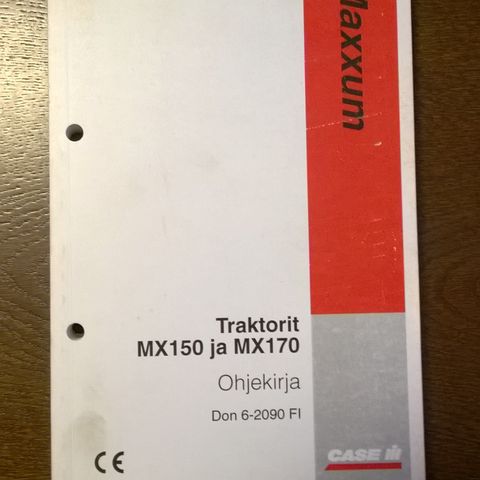 Maxxum
Traktorit
MX150 ja MX170
Ohjekirja
Don 6-2090 FI
CE
CASE IH